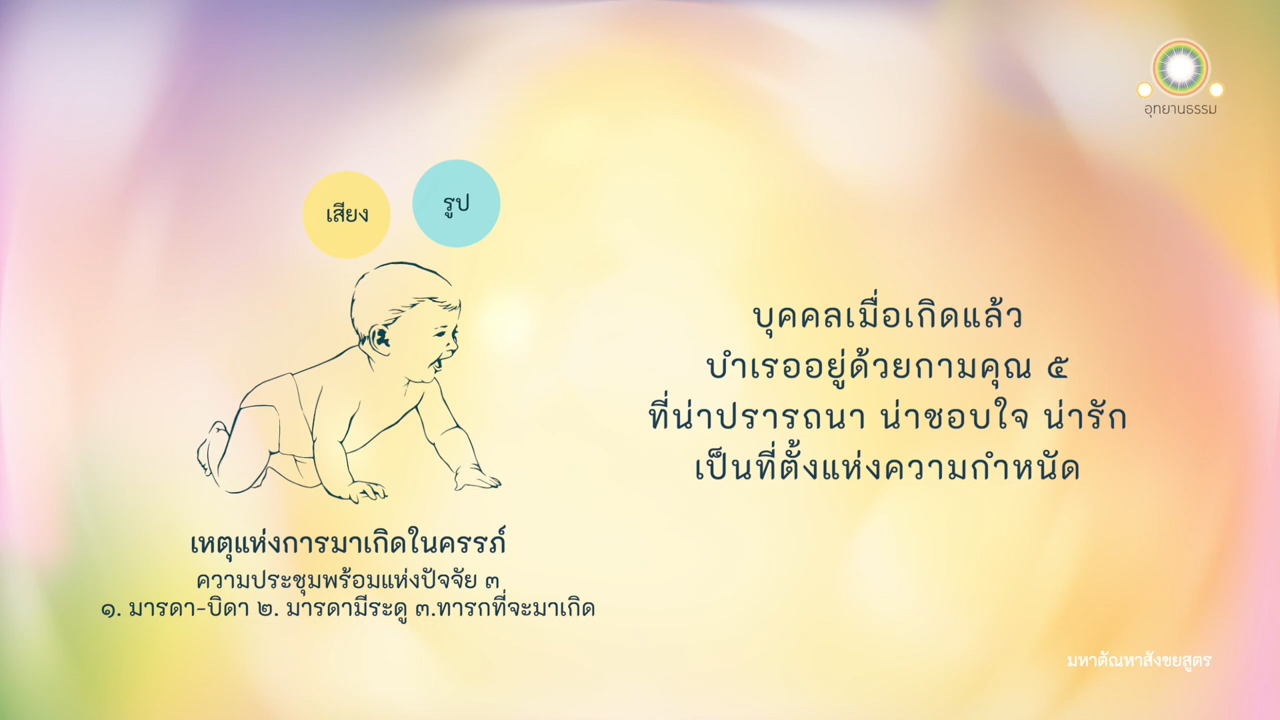 อุทยานธรรม
เสียง
รูป
บุคคลเมื่อเกิดแล้ว
บำเรออยู่ด้วยกามคุณ ๕
ที่น่าปรารถนา น่าชอบใจ น่ารัก
เป็นที่ตั้งแห่งความกำหนัด
เหตุแห่งการมาเกิดในครรภ์
ความประชุมพร้อมแห่งปัจจัย ๓
๑. มารดา-บิดา ๒. มารดามีระดู ๓.ทารกที่จะมาเกิด
มหาตัณหาสังขยสูตร